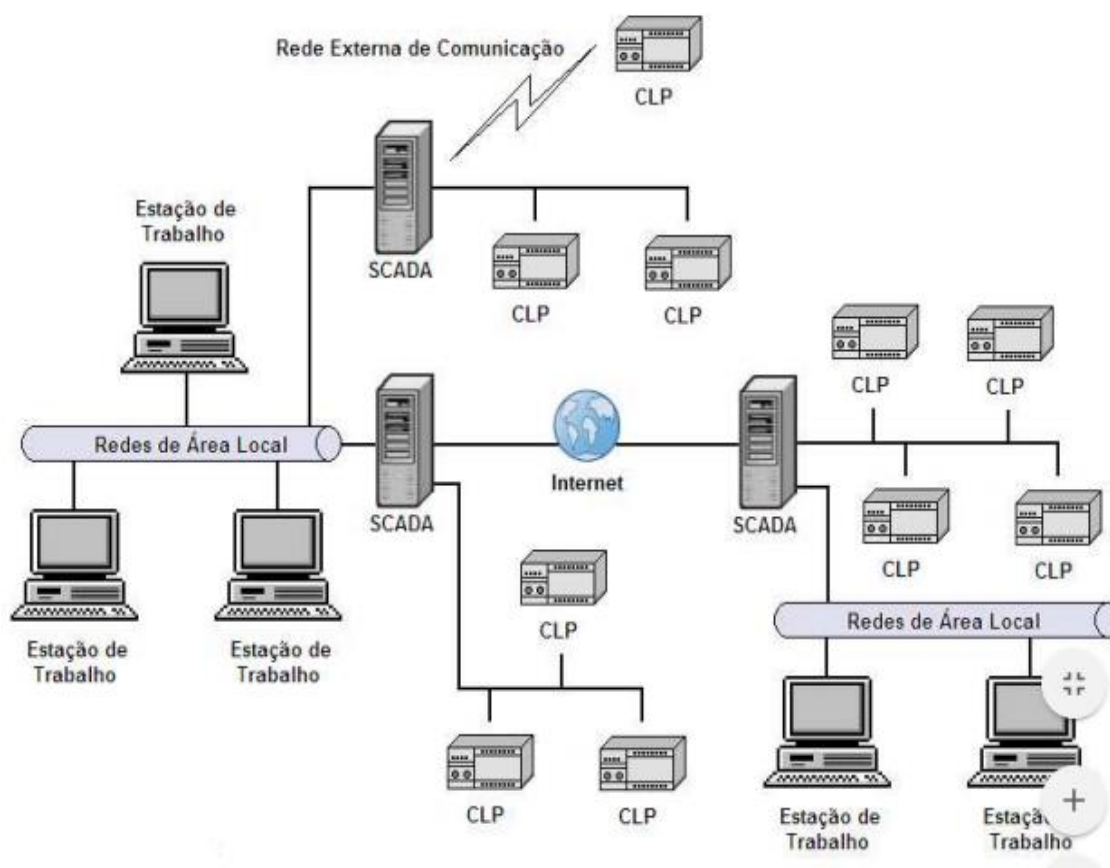 Rede Externa de Comunicação
CLP
Estação de
Trabalho
SCADA
CLP
CLP
CLP
CLP
Redes de Área Local
Internet
SCADA
SCADA
CLP
CLP
CLP
Redes de Área Local
Estação de
Trabalho
Estação de
Trabalho
CLP
CLP
Estação de
Trabalho
Trabalho